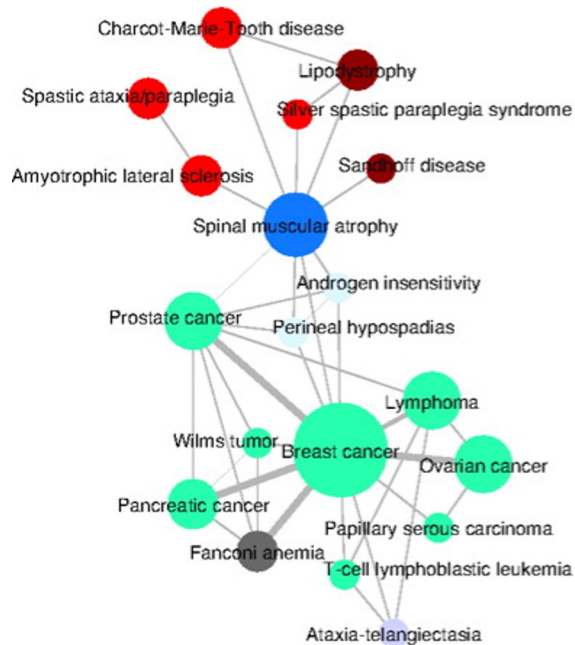 Charcot-Marie-Tooth disease
Lipodystrophy
Spastic ataxia/paraplegia
Silver spastic paraplegia syndrome
Sandhoff disease
Amyotrophic lateral sclerosis
Spinal muscular atrophy
Androgen insensitivity
Prostate cancer
Perineal hypospadias
Lymphoma
Wilms tumor
Breast cancer
Ovarian cancer
Pancreatic cancer
Papillary serous carcinoma
Fanconi anemia
T-cell lymphoblastic leukemia
Ataxia-telangiectasia